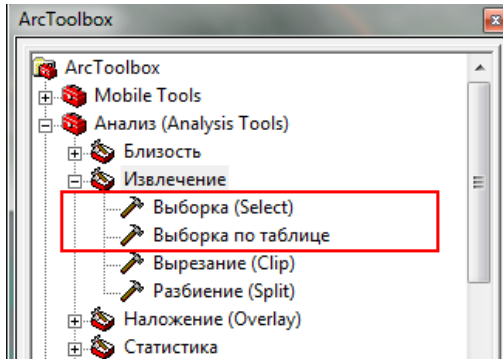 ArcToolbox
ArcToolbox
Mobile Tools
Анализ (Analysis Tools)
Близость
Извлечение
Выборка (Select)
Выборка по таблице
Вырезание (Clip)
Разбиение (Split)
Наложение (Overlay)
Статистика